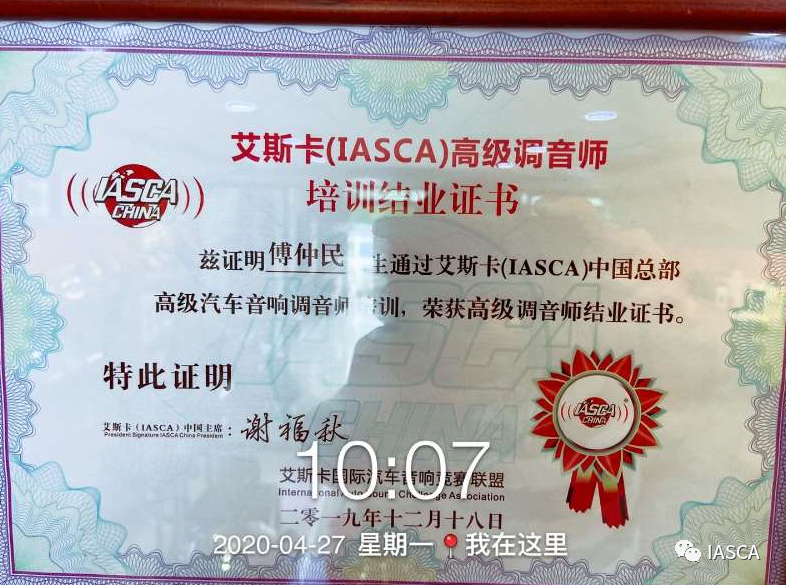 艾斯卡(IASCA)高级调音师
培训结业证书
IASCA
CHINA
兹证明傅仲民 生通过艾斯卡(IASCA)中国总部
高级汽车音响调音师培训，荣获高级调音师结业证书。
特此证明
IASCA
CHINA
艾斯卡（IASCA）中国主席：谢福秋
President Signature IASCA China President
10:07
艾斯卡国际汽车音响竞赛联盟
International Auto Sound Challenge Association
二零一九年十二月十八日
2020-04-27 星期一 我在这里
IASCA